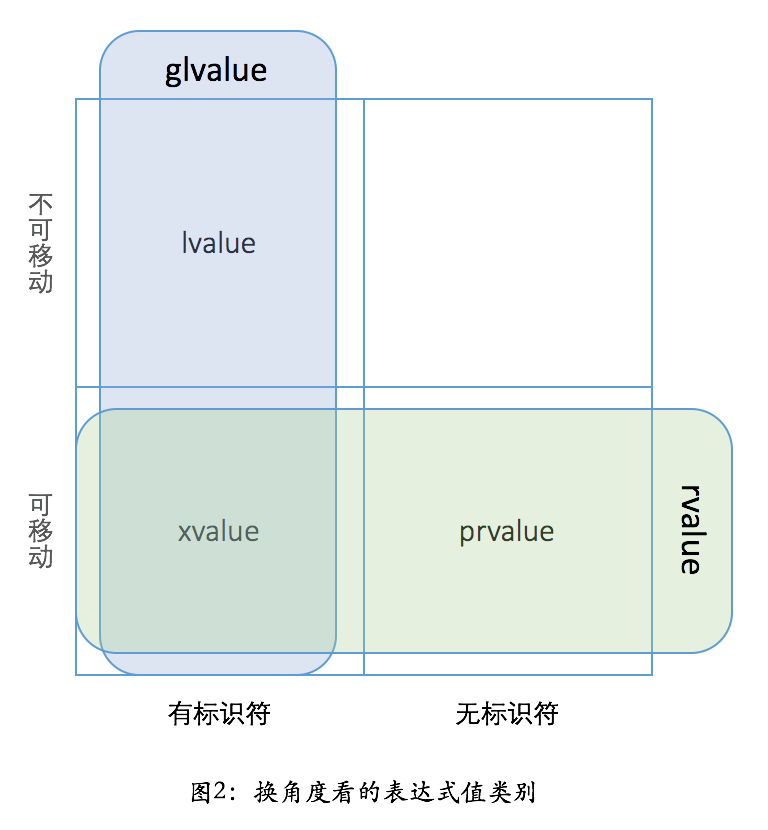 glvalue
不可移动
lvalue
可移动
xvalue
prvalue
rvalue
有标识符
无标识符
图2：换角度看的表达式值类别